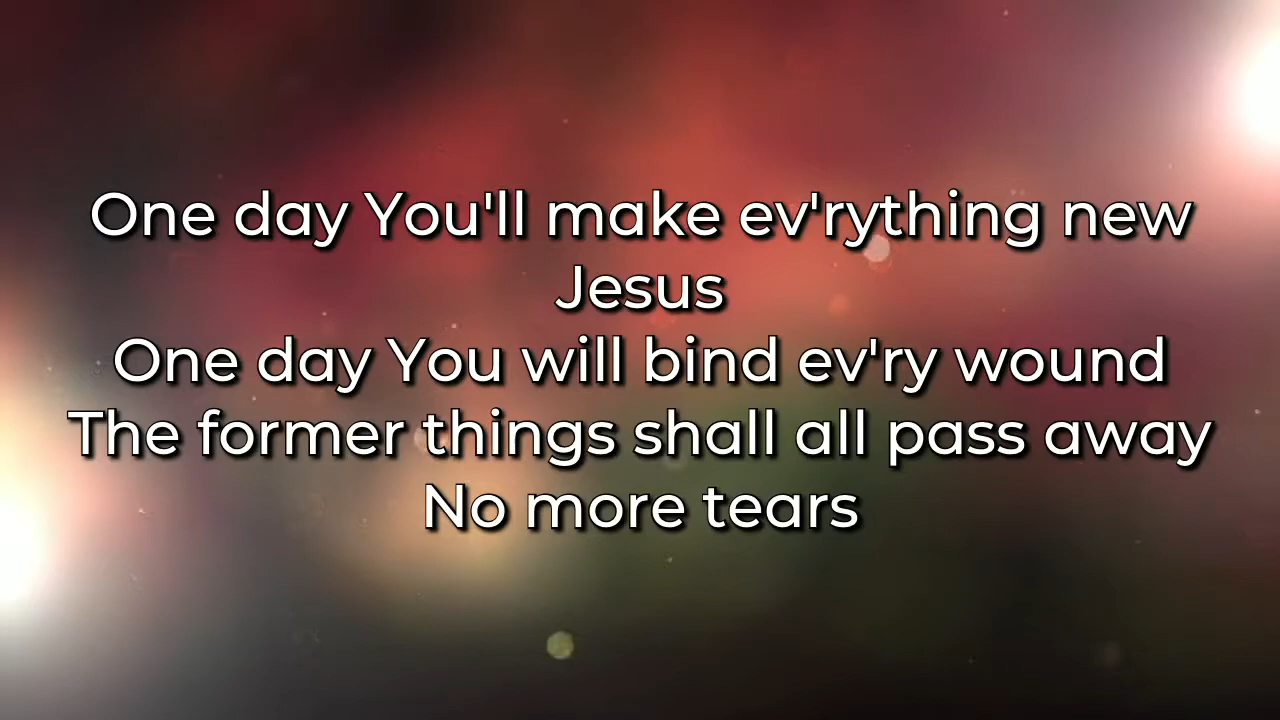 One day You'll make ev'rything new
Jesus
One day You will bind ev'ry wound
The former things shall all pass away
No more tears